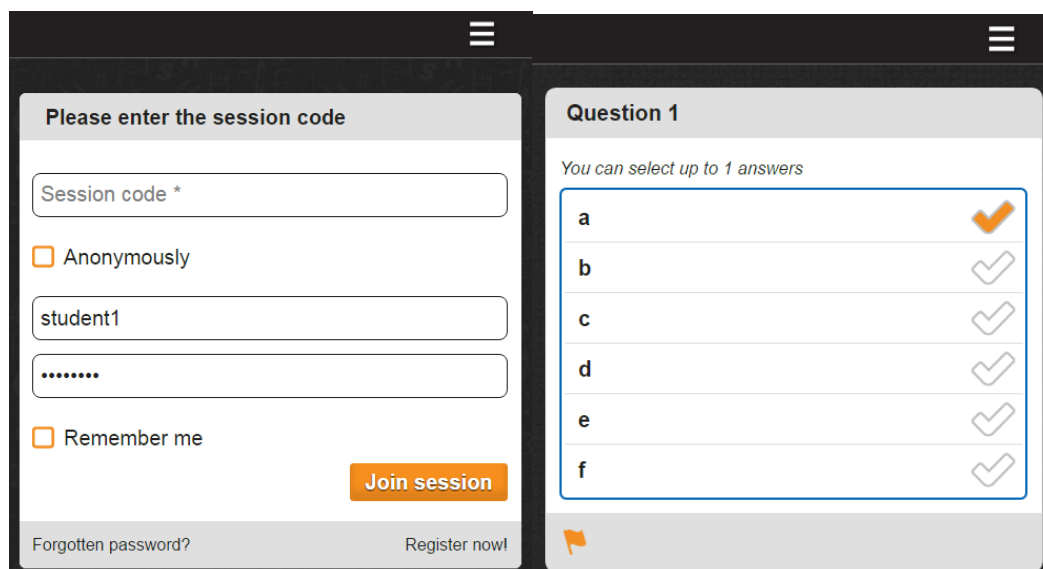 Please enter the session code
Session code *
Anonymously
student1
••••••••
Remember me
Join session
Forgotten password?
Register now!
Question 1
You can select up to 1 answers
a
b
c
d
e
f